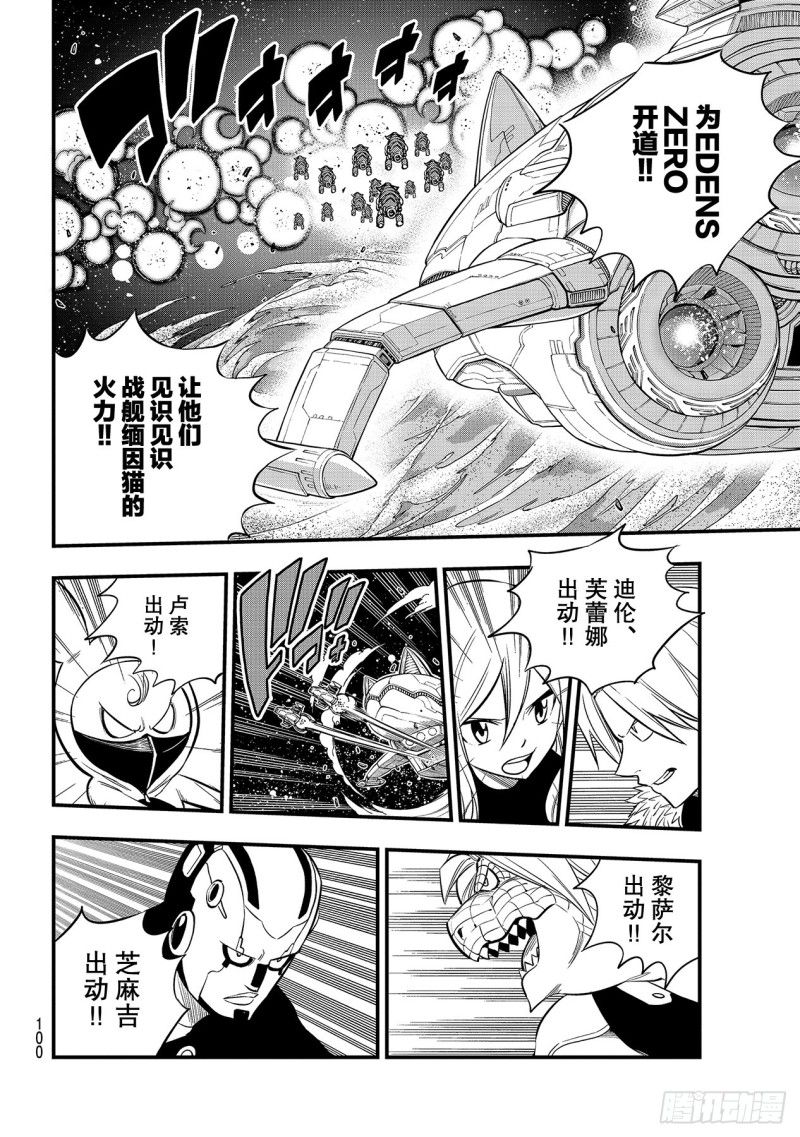 为EDENS
ZERO
开道!!
ゴォオオオ
让他们
见识见识
战舰缅因猫的
火力!!
迪伦、
芙蕾娜
出动!!
卢索
出动！
黎萨尔
出动!!
芝麻吉
出动!!
100
腾讯动漫